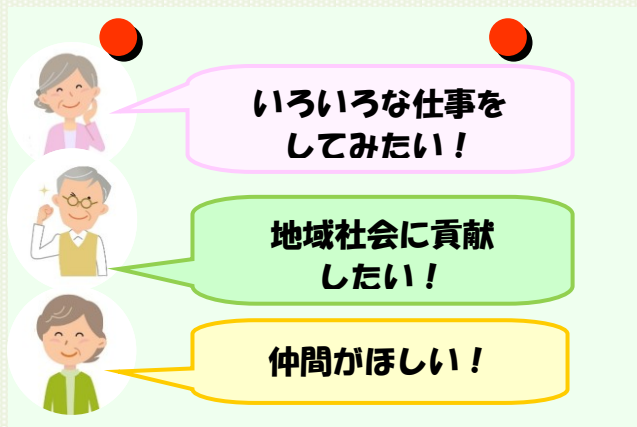 いろいろな仕事を
してみたい！
地域社会に貢献
したい！
仲間がほしい！